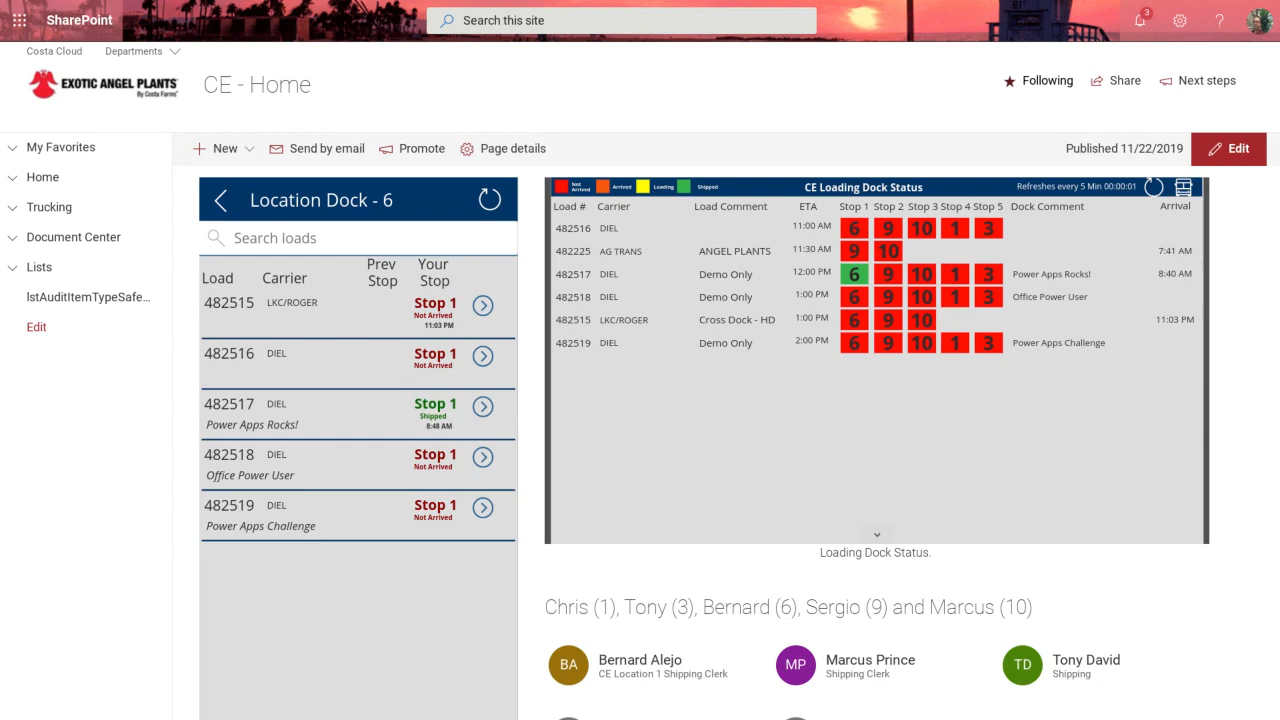 SharePoint
Search this site
3
Costa Cloud Departments
EXOTIC ANGEL PLANTS
By Costa Farms
CE - Home
Following Share Next steps
My Favorites
Home
Trucking
Document Center
Lists
lstAuditItemTypeSafe...
Edit
New Send by email Promote Page details
Published 11/22/2019 Edit
Location Dock - 6
Search loads
Load Carrier Prev Stop Your Stop
482515 LKC/ROGER Stop 1
Not Arrived
11:03 PM
482516 DIEL Stop 1
Not Arrived
482517 DIEL Stop 1
Shipped
Power Apps Rocks! 8:48 AM
482518 DIEL Stop 1
Not Arrived
Office Power User
482519 DIEL Stop 1
Not Arrived
Power Apps Challenge
Not Arrived Arrived Loading Shipped CE Loading Dock Status Refreshes every 5 Min 00:00:01
Load # Carrier Load Comment ETA Stop 1 Stop 2 Stop 3 Stop 4 Stop 5 Dock Comment Arrival
482516 DIEL 11:00 AM 6 9 10 1 3
482225 AG TRANS ANGEL PLANTS 11:30 AM 9 10 7:41 AM
482517 DIEL Demo Only 12:00 PM 6 9 10 1 3 Power Apps Rocks! 8:40 AM
482518 DIEL Demo Only 1:00 PM 6 9 10 1 3 Office Power User
482515 LKC/ROGER Cross Dock - HD 1:00 PM 6 9 10 11:03 PM
482519 DIEL Demo Only 2:00 PM 6 9 10 1 3 Power Apps Challenge
Loading Dock Status.
Chris (1), Tony (3), Bernard (6), Sergio (9) and Marcus (10)
BA Bernard Alejo
CE Location 1 Shipping Clerk
MP Marcus Prince
Shipping Clerk
TD Tony David
Shipping